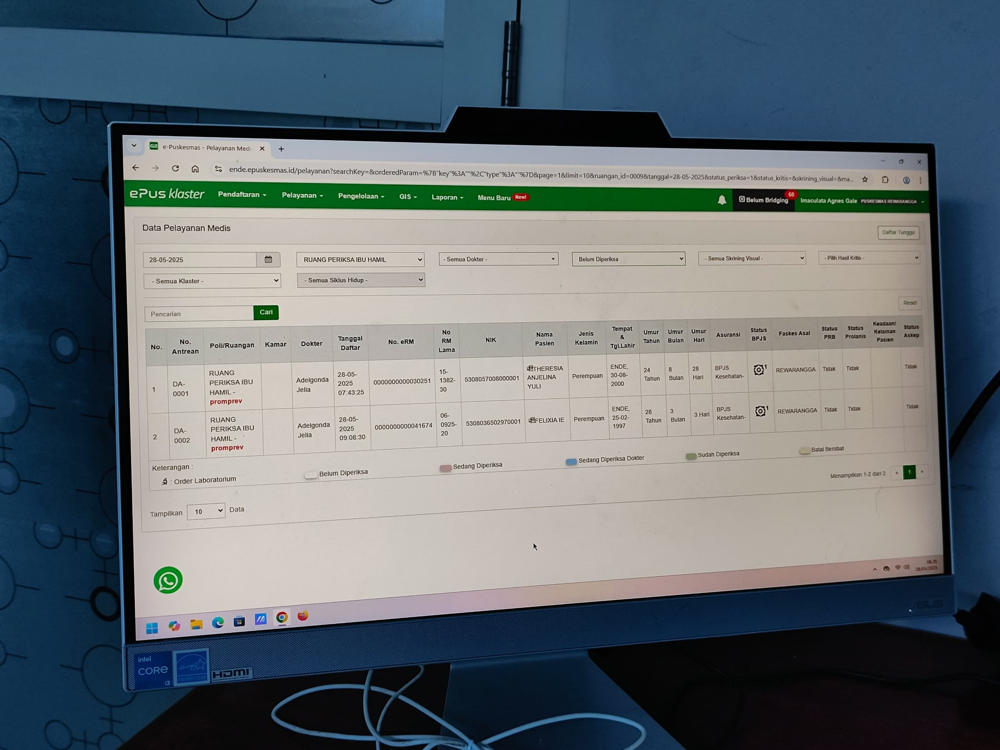 e-Puskesmas - Pelayanan Medi
ende.epuskesmas.id/pelayanan?searchKey=&orderedParam=%7B"key"%3A""%2C"type"%3A""%7D&page=1&limit=10&ruangan_id=0009&tanggal=28-05-2025&status_periksa=1&status_kritis=&skrining_visual=&ma...
ePus klaster Pendaftaran Pelayanan Pengelolaan GIS Laporan Menu Baru New! Belum Bridging 60 Imaculata Agnes Gale PUSKESMAS REWARANGGA
Data Pelayanan Medis Daftar Tunggu
28-05-2025 RUANG PERIKSA IBU HAMIL - Semua Dokter - Belum Diperiksa - Semua Skrining Visual - - Pilih Hasil Kritis -
- Semua Klaster - - Semua Siklus Hidup -
Reset
Pencarian Cari
No. No. Antrean Poli/Ruangan Kamar Dokter Tanggal Daftar No. eRM No RM Lama NIK Nama Pasien Jenis Kelamin Tempat & Tgl.Lahir Umur Tahun Umur Bulan Umur Hari Asuransi Status BPJS Faskes Asal Status PRB Status Prolanis Keadaan/ Kelainan Pasien Status Askep
1 DA-0001 RUANG PERIKSA IBU HAMIL - promprev Adelgonda Jelia 28-05-2025 07:43:25 0000000000030251 15-1382-30 5308057008000001 THERESIA ANJELINA YULI Perempuan ENDE, 30-08-2000 24 Tahun 8 Bulan 28 Hari BPJS Kesehatan- 1 REWARANGGA Tidak Tidak Tidak
2 DA-0002 RUANG PERIKSA IBU HAMIL - promprev Adelgonda Jelia 28-05-2025 09:08:30 0000000000041674 06-0925-20 5308036502970001 FELIXIA IE Perempuan ENDE, 25-02-1997 28 Tahun 3 Bulan 3 Hari BPJS Kesehatan- 1 REWARANGGA Tidak Tidak Tidak
Keterangan :
: Order Laboratorium Belum Diperiksa Sedang Diperiksa Sedang Diperiksa Dokter Sudah Diperiksa Batal Berobat
Menampilkan 1-2 dari 2 « 1 »
Tampilkan 10 Data
08.31
28/05/2025
ASUS
intel
CORE
i3
energy
ENERGY STAR
HDMI